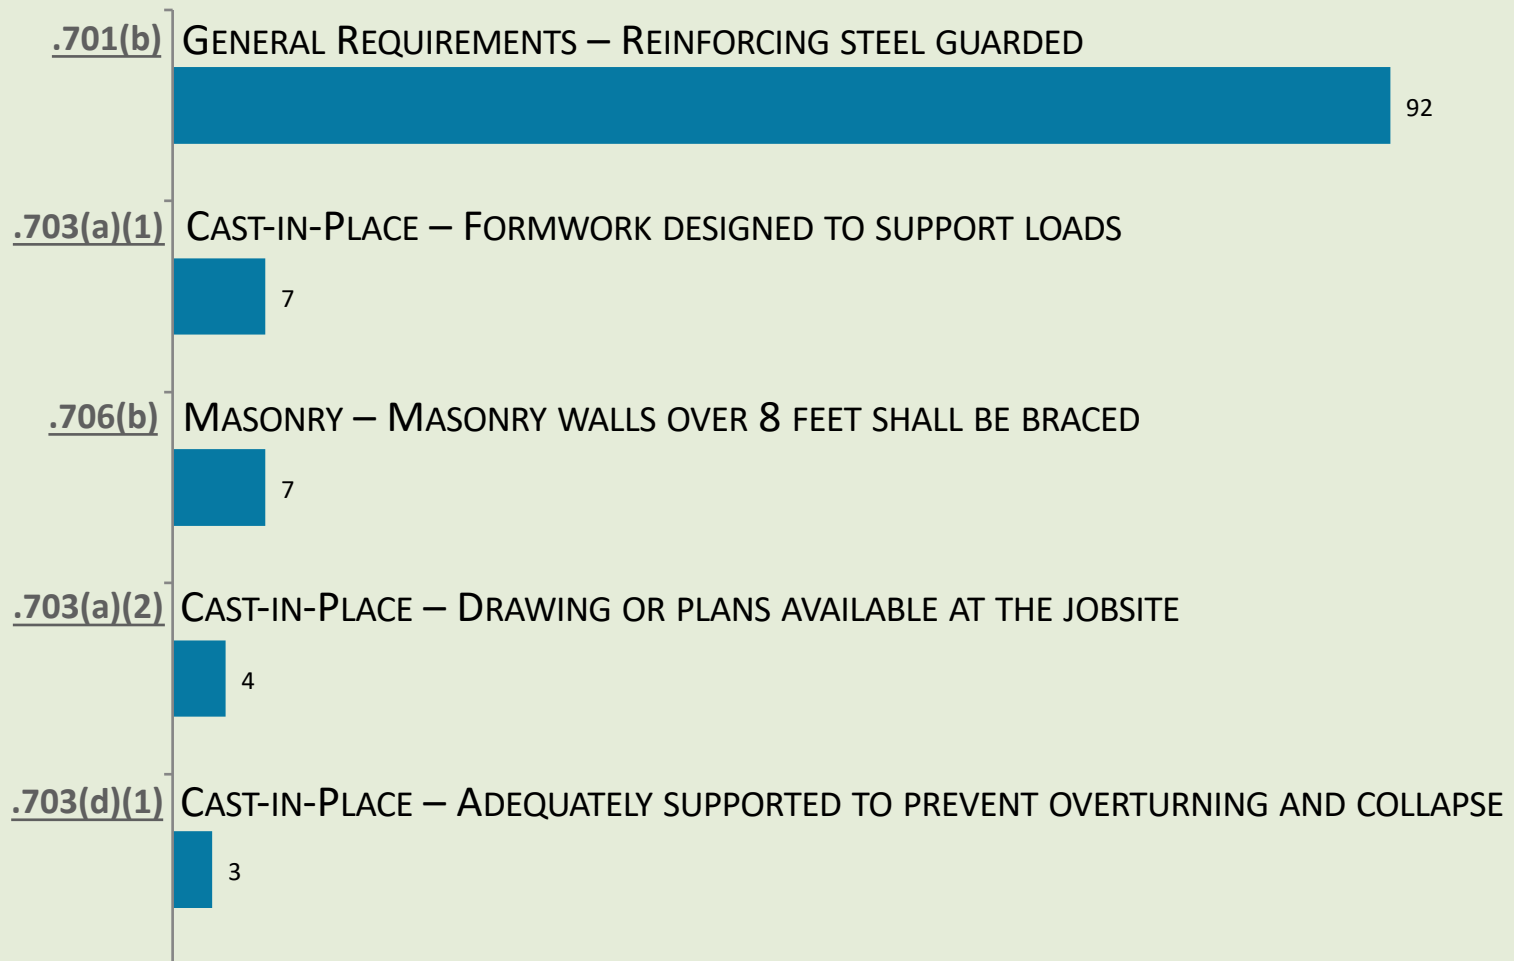 .701(b) General Requirements – Reinforcing steel guarded
92
.703(a)(1) Cast-in-Place – Formwork designed to support loads
7
.706(b) Masonry – Masonry walls over 8 feet shall be braced
7
.703(a)(2) Cast-in-Place – Drawing or plans available at the jobsite
4
.703(d)(1) Cast-in-Place – Adequately supported to prevent overturning and collapse
3